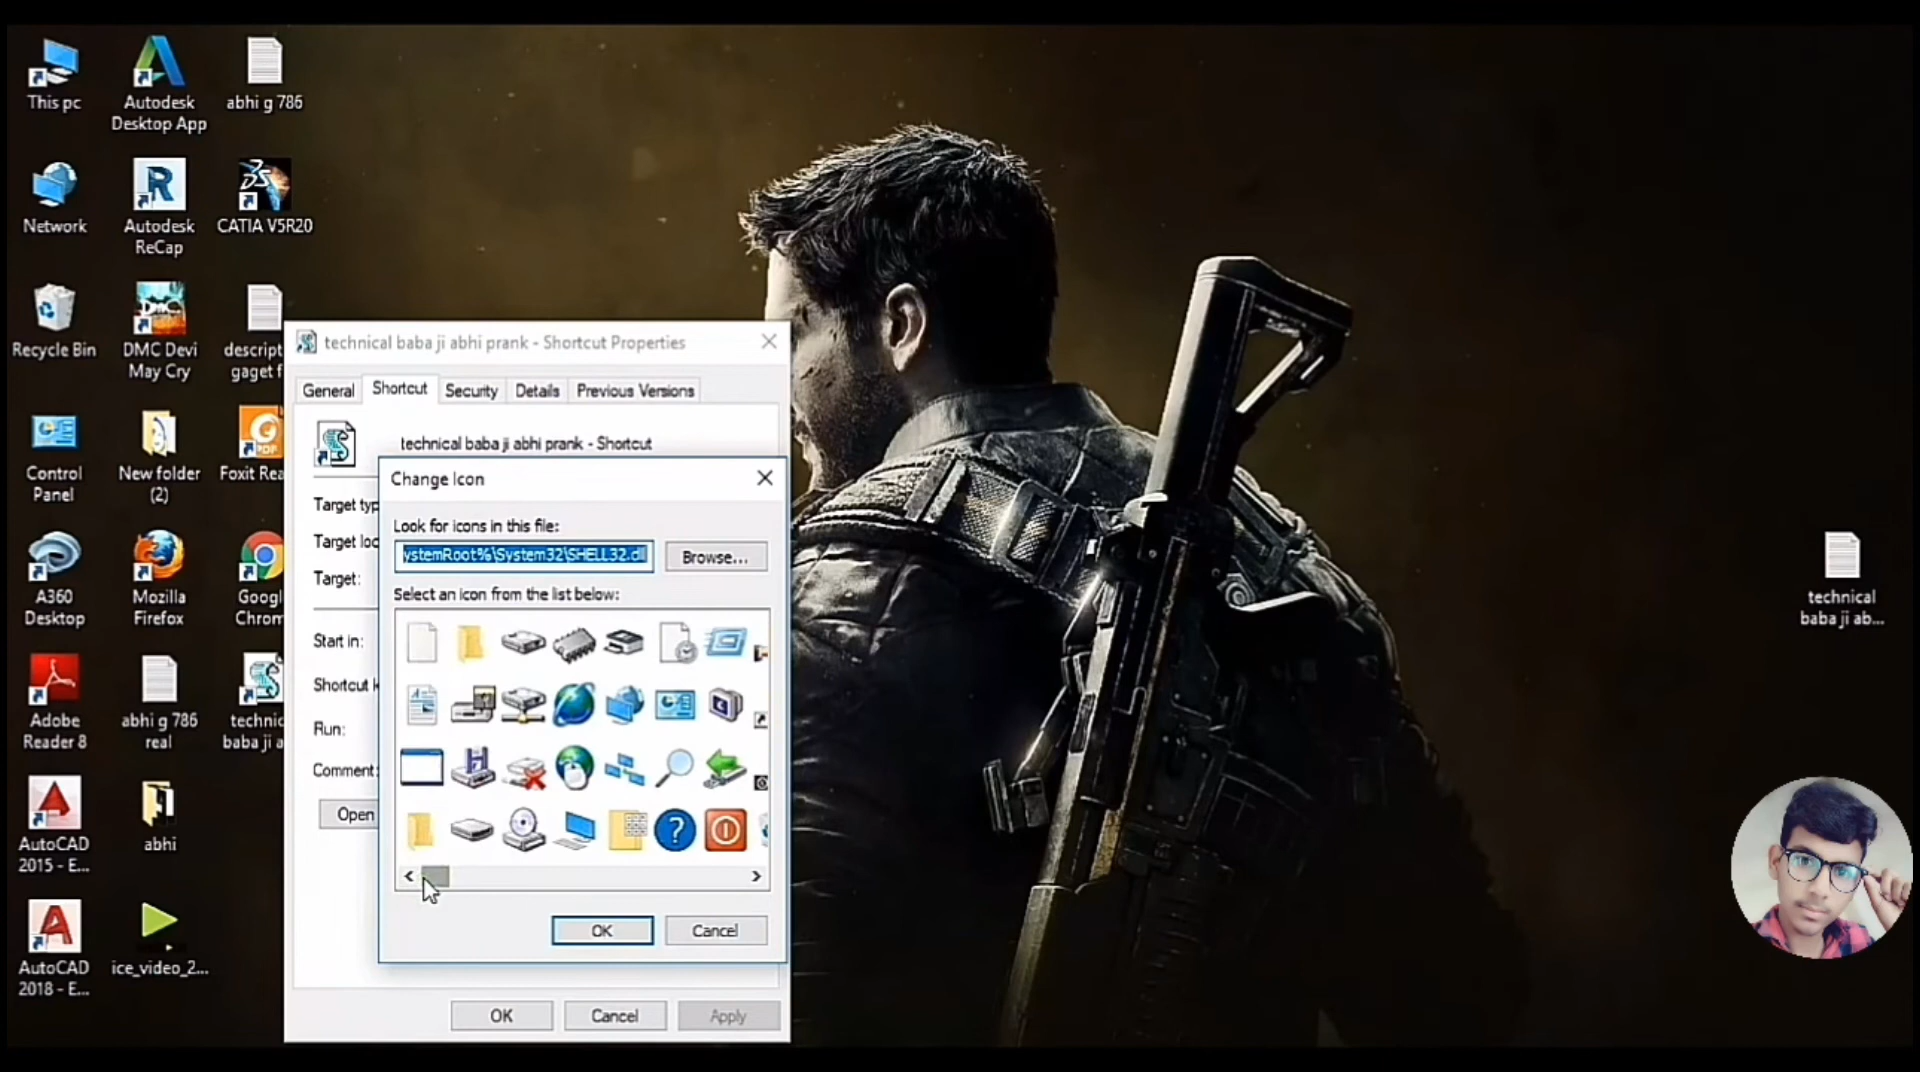 This pc
Autodesk
Desktop App
abhi g 786
Network
Autodesk
ReCap
CATIA V5R20
Recycle Bin
DMC Devi
May Cry
descript
gaget f
Control
Panel
New folder
(2)
Foxit Rea
A360
Desktop
Mozilla
Firefox
Googl
Chrom
Adobe
Reader 8
abhi g 786
real
technic
baba ji a
AutoCAD
2015 - E...
abhi
AutoCAD
2018 - E...
ice_video_2...
technical baba ji abhi prank - Shortcut Properties
General Shortcut Security Details Previous Versions
technical baba ji abhi prank - Shortcut
Target typ
Target loc
Target:
Start in:
Shortcut k
Run:
Comment:
Open
Change Icon
Look for icons in this file:
ystemRoot%\System32\SHELL32.dll
Browse...
Select an icon from the list below:
OK Cancel
OK Cancel Apply
technical
baba ji ab...